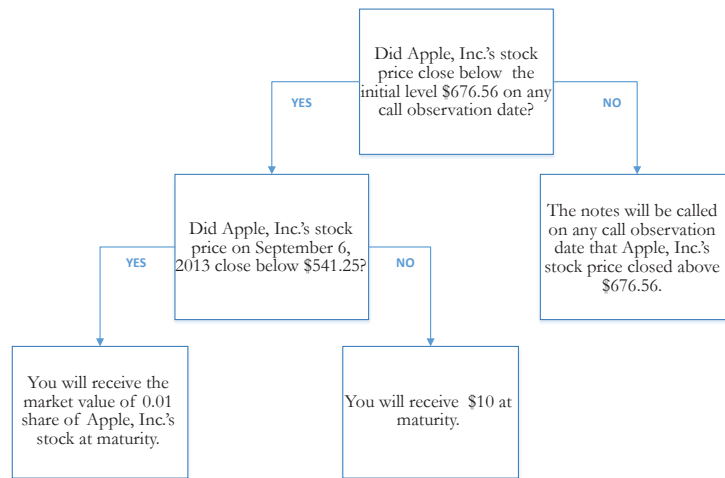 Did Apple, Inc.'s stock
price close below the
initial level $676.56 on any
call observation date?
YES
NO
Did Apple, Inc.'s stock
price on September 6,
2013 close below $541.25?
The notes will be called
on any call observation
date that Apple, Inc.'s
stock price closed above
$676.56.
YES
NO
You will receive the
market value of 0.01
share of Apple, Inc.'s
stock at maturity.
You will receive $10 at
maturity.